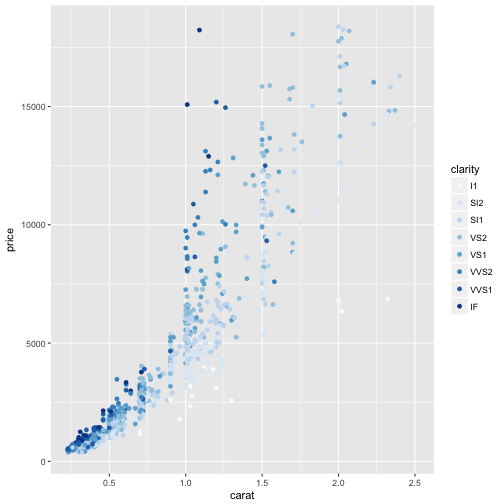 15000
10000
5000
0
price
0.5 1.0 1.5 2.0 2.5
carat
clarity
I1
SI2
SI1
VS2
VS1
VVS2
VVS1
IF